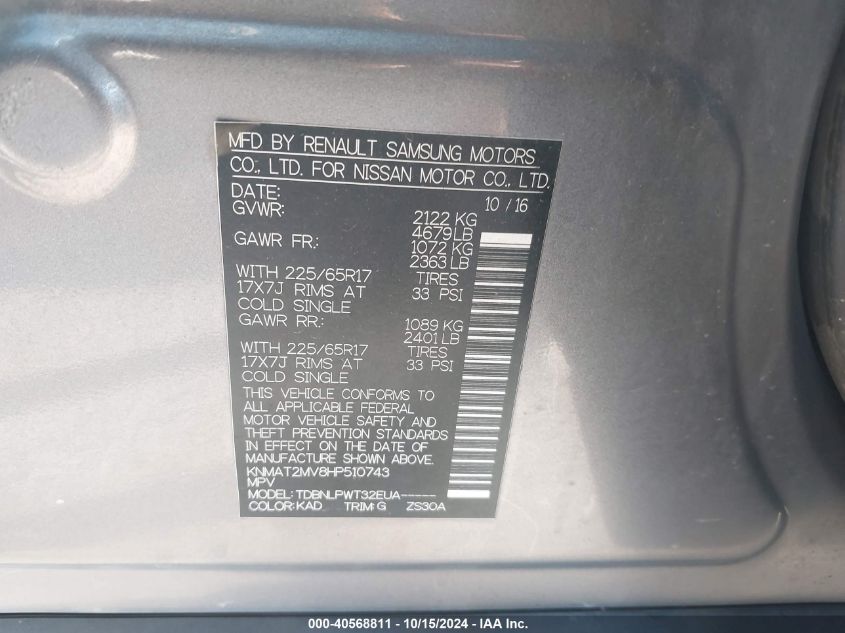 MFD BY RENAULT SAMSUNG MOTORS
CO., LTD. FOR NISSAN MOTOR CO., LTD.
DATE: 10 / 16
GVWR: 2122 KG
4679 LB
GAWR FR.: 1072 KG
2363 LB
WITH 225/65R17 TIRES
17X7J RIMS AT 33 PSI
COLD SINGLE
GAWR RR.: 1089 KG
2401 LB
WITH 225/65R17 TIRES
17X7J RIMS AT 33 PSI
COLD SINGLE
THIS VEHICLE CONFORMS TO
ALL APPLICABLE FEDERAL
MOTOR VEHICLE SAFETY AND
THEFT PREVENTION STANDARDS
IN EFFECT ON THE DATE OF
MANUFACTURE SHOWN ABOVE.
KNMAT2MV8HP510743
MPV
MODEL: TDBNLPWT32EUA-----
COLOR: KAD TRIM: G ZS30A
000-40568811 - 10/15/2024 - IAA Inc.